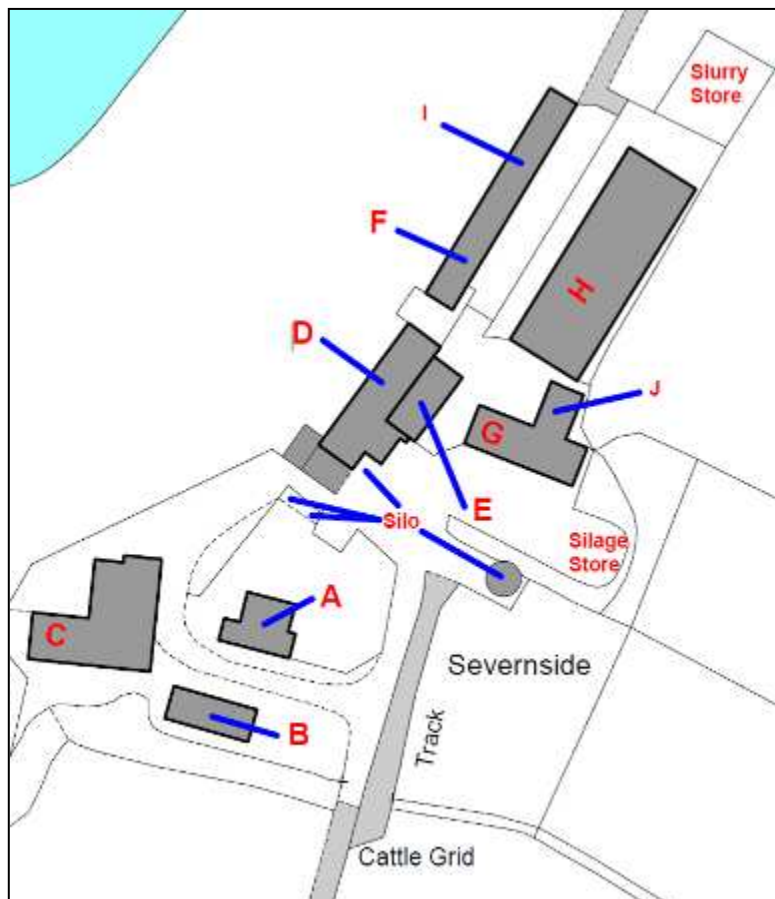 Slurry
Store
I
F
H
D
J
G
E
Silo
Silage
Store
A
C
Severnside
B
Track
Cattle Grid